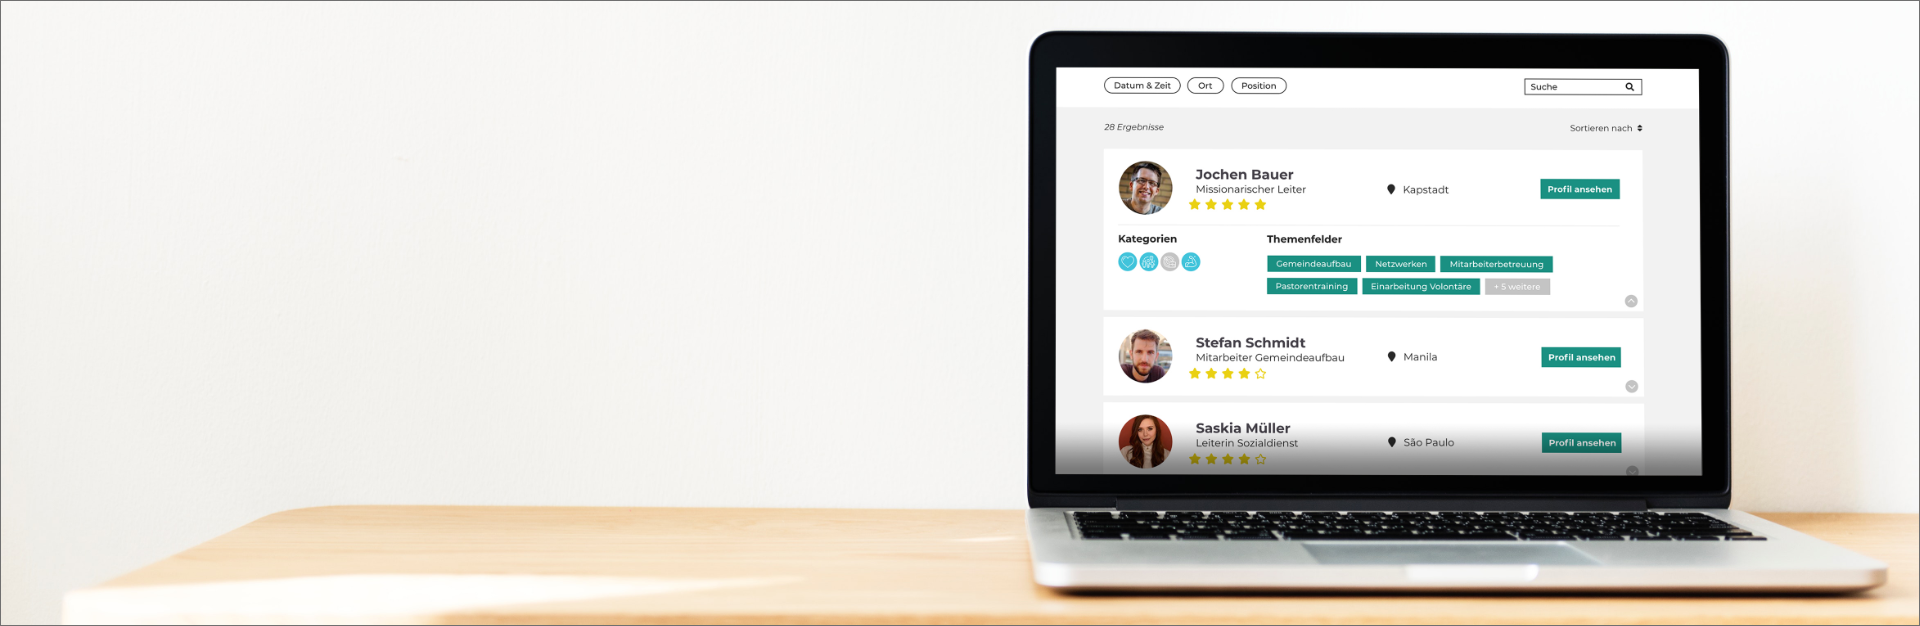 Datum & Zeit Ort Position Suche
28 Ergebnisse Sortieren nach
Jochen Bauer
Missionarischer Leiter Kapstadt Profil ansehen
Kategorien Themenfelder
Gemeindeaufbau Netzwerken Mitarbeiterbetreuung
Pastorentraining Einarbeitung Volontäre + 5 weitere
Stefan Schmidt
Mitarbeiter Gemeindeaufbau Manila Profil ansehen
Saskia Müller
Leiterin Sozialdienst São Paulo Profil ansehen